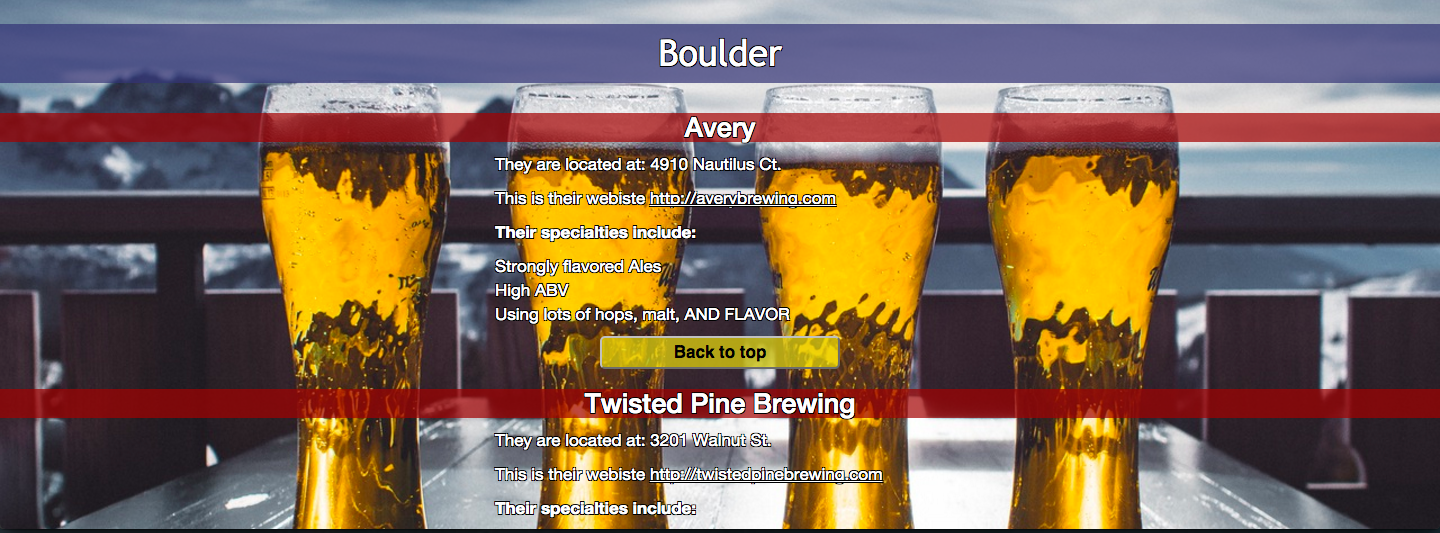 Boulder
Avery
They are located at: 4910 Nautilus Ct.
This is their webiste http://averybrewing.com
Their specialties include:
Strongly flavored Ales
High ABV
Using lots of hops, malt, AND FLAVOR
Back to top
Twisted Pine Brewing
They are located at: 3201 Walnut St.
This is their webiste http://twistedpinebrewing.com
Their specialties include: